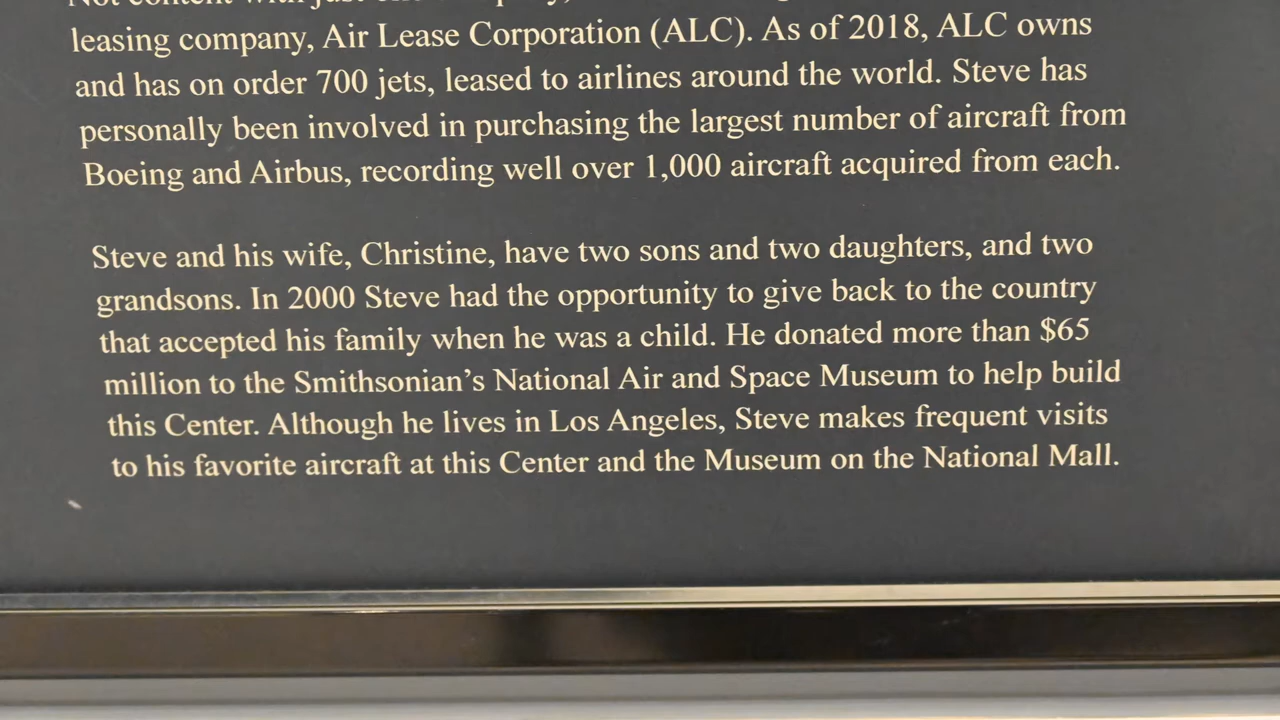 leasing company, Air Lease Corporation (ALC). As of 2018, ALC owns
and has on order 700 jets, leased to airlines around the world. Steve has
personally been involved in purchasing the largest number of aircraft from
Boeing and Airbus, recording well over 1,000 aircraft acquired from each.
Steve and his wife, Christine, have two sons and two daughters, and two
grandsons. In 2000 Steve had the opportunity to give back to the country
that accepted his family when he was a child. He donated more than $65
million to the Smithsonian’s National Air and Space Museum to help build
this Center. Although he lives in Los Angeles, Steve makes frequent visits
to his favorite aircraft at this Center and the Museum on the National Mall.